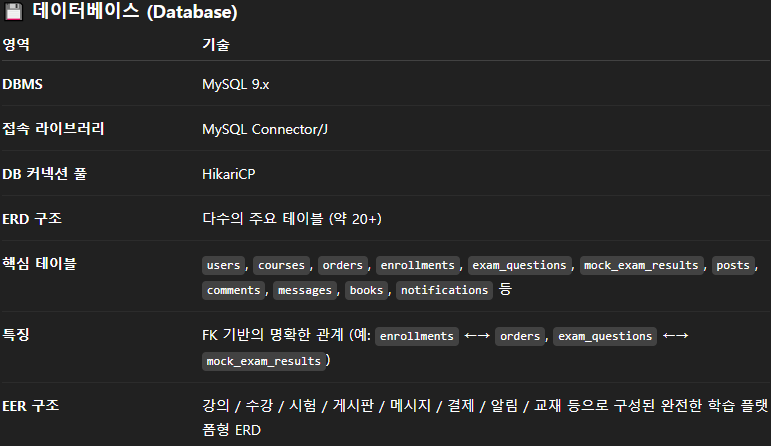 💾 데이터베이스 (Database)
영역 기술
DBMS MySQL 9.x
접속 라이브러리 MySQL Connector/J
DB 커넥션 풀 HikariCP
ERD 구조 다수의 주요 테이블 (약 20+)
핵심 테이블 users, courses, orders, enrollments, exam_questions, mock_exam_results, posts,
comments, messages, books, notifications 등
특징 FK 기반의 명확한 관계 (예: enrollments ←→ orders, exam_questions ←→
mock_exam_results)
EER 구조 강의 / 수강 / 시험 / 게시판 / 메시지 / 결제 / 알림 / 교재 등으로 구성된 완전한 학습 플랫
폼형 ERD